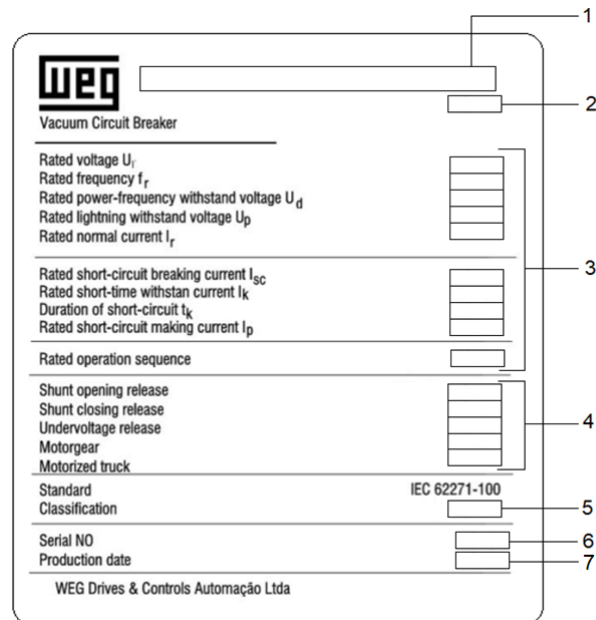 1
weg
2
Vacuum Circuit Breaker
Rated voltage Ur
Rated frequency fr
Rated power-frequency withstand voltage Ud
Rated lightning withstand voltage Up
Rated normal current Ir
3
Rated short-circuit breaking current ISC
Rated short-time withstan current Ik
Duration of short-circuit tk
Rated short-circuit making current Ip
Rated operation sequence
Shunt opening release
Shunt closing release
4
Undervoltage release
Motorgear
Motorized truck
Standard IEC 62271-100
Classification 5
Serial NO 6
Production date 7
WEG Drives & Controls Automação Ltda